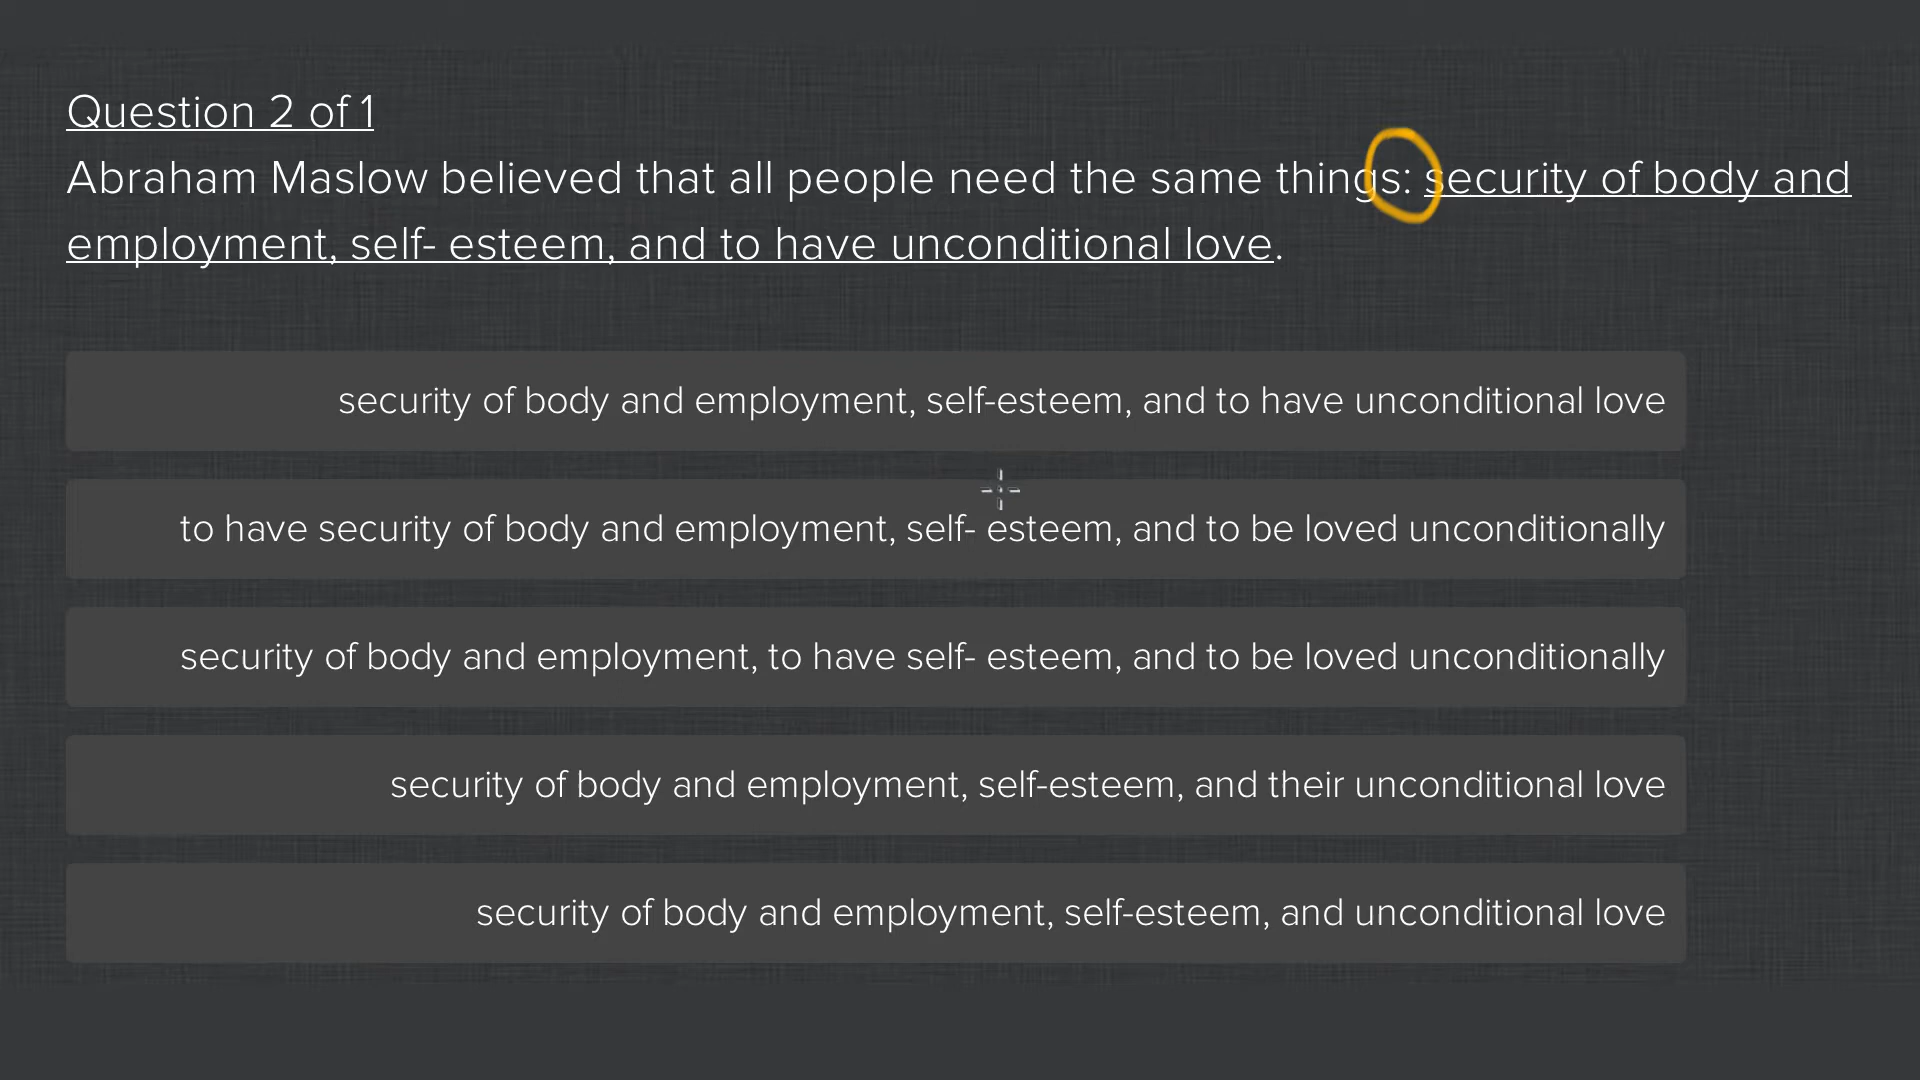 Question 2 of 1
Abraham Maslow believed that all people need the same things: security of body and
employment, self- esteem, and to have unconditional love.
security of body and employment, self-esteem, and to have unconditional love
to have security of body and employment, self- esteem, and to be loved unconditionally
security of body and employment, to have self- esteem, and to be loved unconditionally
security of body and employment, self-esteem, and their unconditional love
security of body and employment, self-esteem, and unconditional love